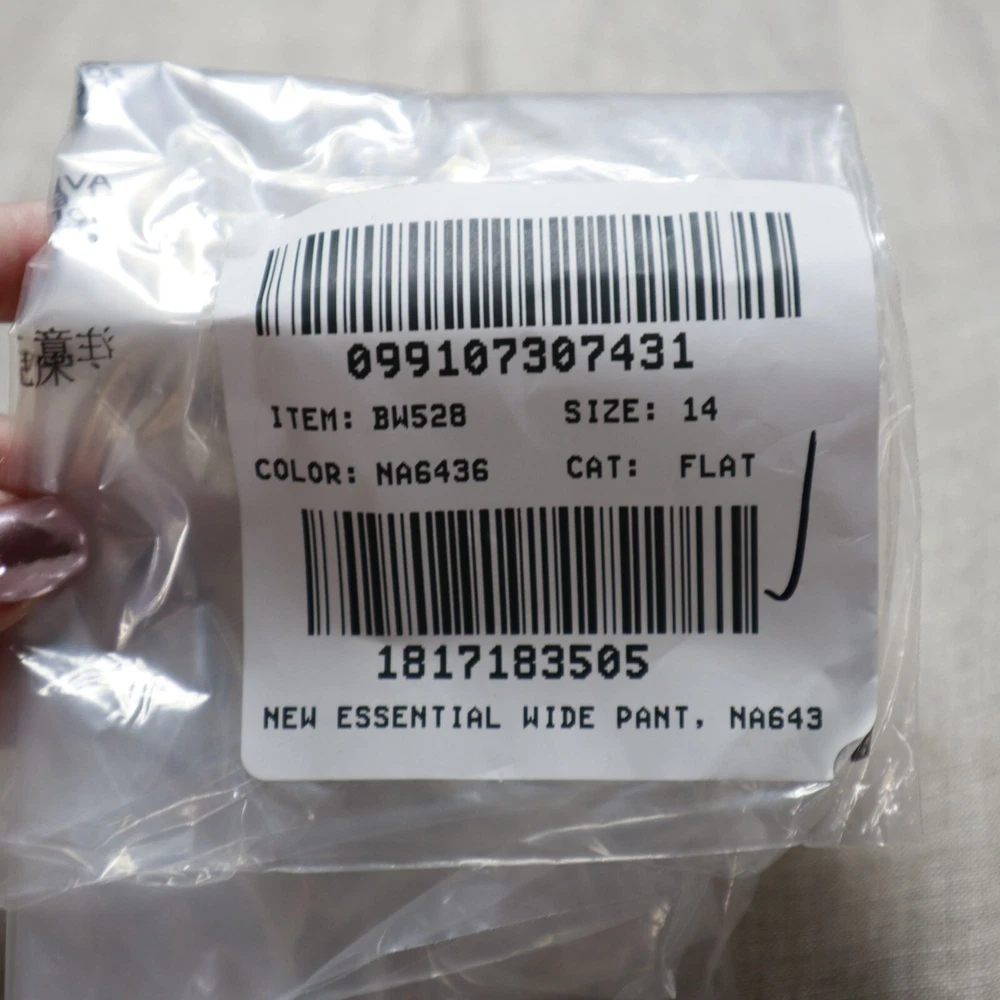 099107307431
ITEM: BW528 SIZE: 14
COLOR: NA6436 CAT: FLAT
1817183505
NEW ESSENTIAL WIDE PANT, NA643